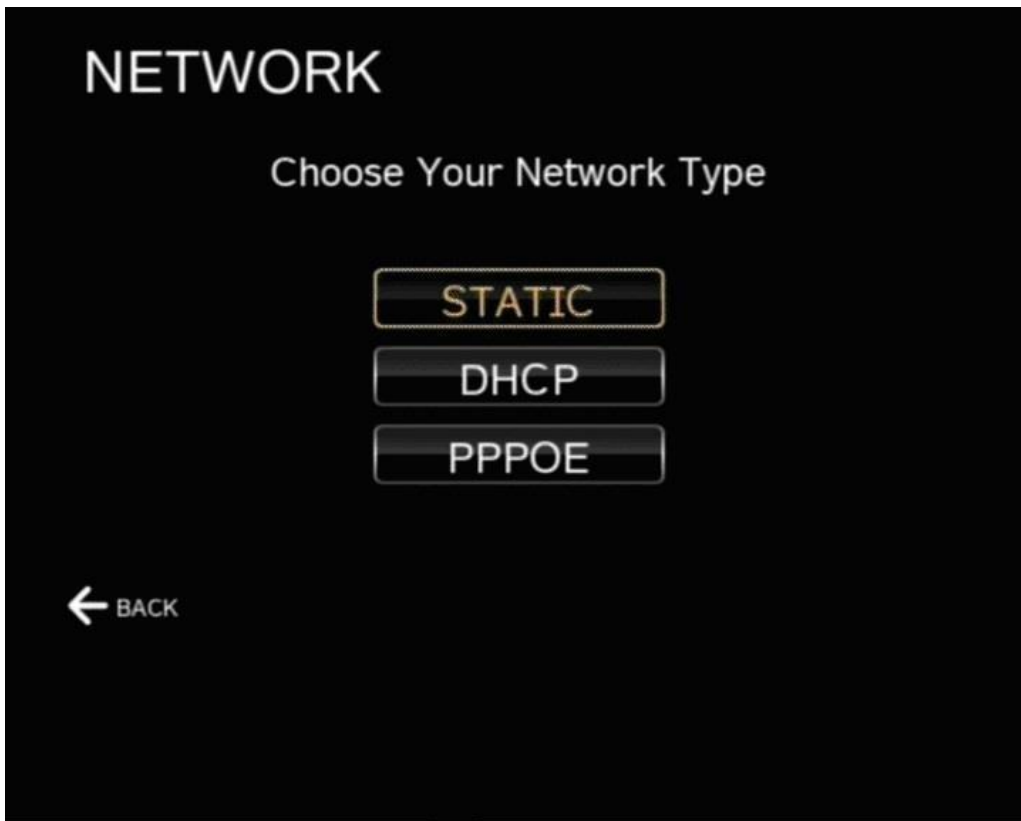 NETWORK
Choose Your Network Type
STATIC
DHCP
PPPOE
BACK